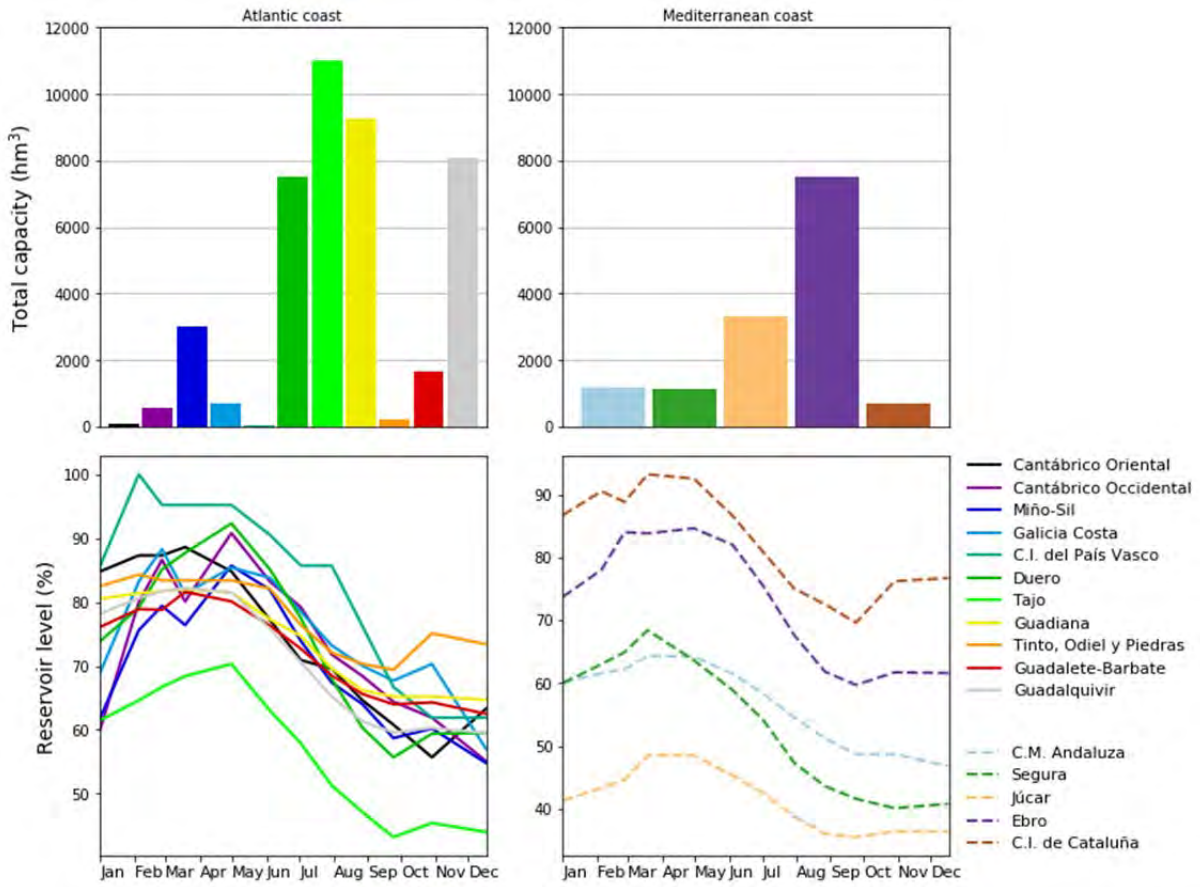 Atlantic coast
Mediterranean coast
Total capacity (hm³)
12000
10000
8000
6000
4000
2000
0
12000
10000
8000
6000
4000
2000
0
Reservoir level (%)
100
90
80
70
60
50
90
80
70
60
50
40
Jan Feb Mar Apr May Jun Jul Aug Sep Oct Nov Dec
Jan Feb Mar Apr May Jun Jul Aug Sep Oct Nov Dec
Cantábrico Oriental
Cantábrico Occidental
Miño-Sil
Galicia Costa
C.I. del País Vasco
Duero
Tajo
Guadiana
Tinto, Odiel y Piedras
Guadalete-Barbate
Guadalquivir
C.M. Andaluza
Segura
Júcar
Ebro
C.I. de Cataluña